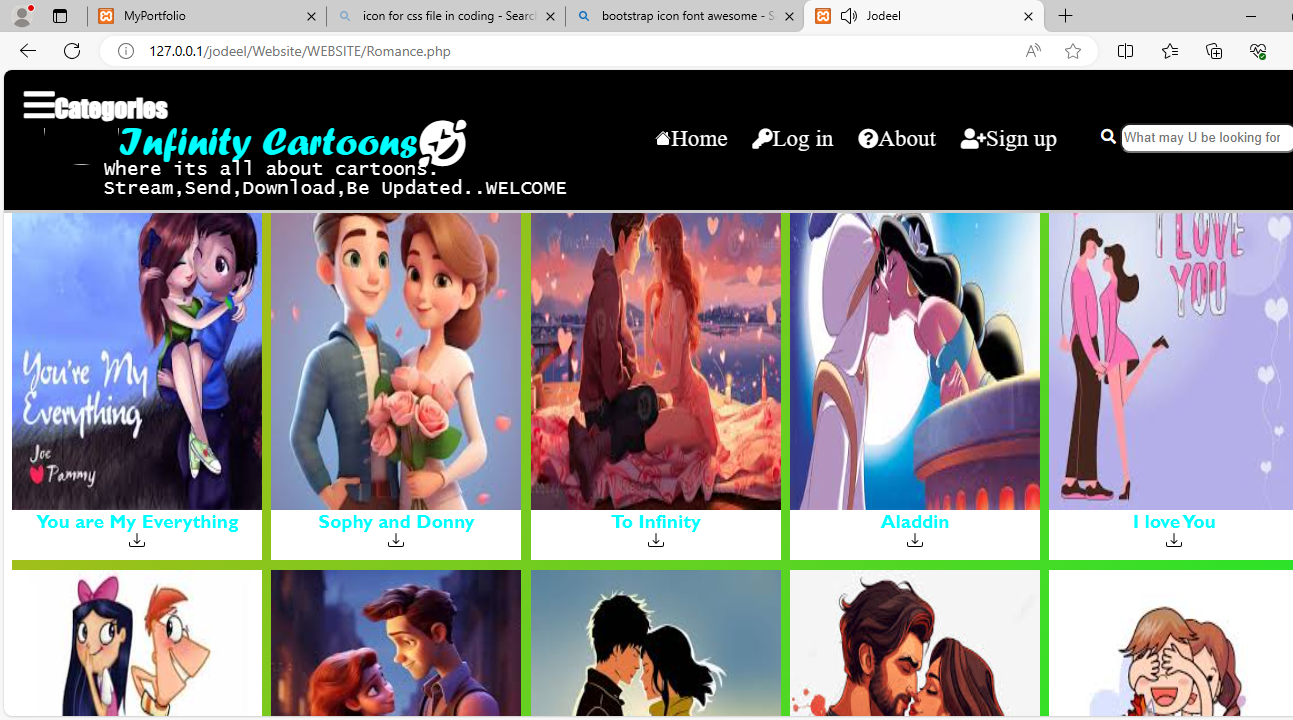 MyPortfolio
icon for css file in coding - Search
bootstrap icon font awesome - S
Jodeel
127.0.0.1/jodeel/Website/WEBSITE/Romance.php
Categories
Infinity Cartoons
Where its all about cartoons.
Stream,Send,Download,Be Updated..WELCOME
Home
Log in
About
Sign up
What may U be looking for
You're My
Everything
Joe
Pammy
I LOVE
YOU
You are My Everything
Sophy and Donny
To Infinity
Aladdin
I love You